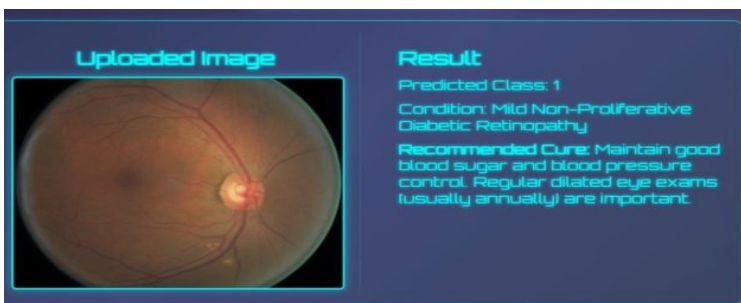 Uploaded Image
Result
Predicted Class: 1
Condition: Mild Non-Proliferative
Diabetic Retinopathy
Recommended Cure: Maintain good
blood sugar and blood pressure
control. Regular dilated eye exams
(usually annually) are important.